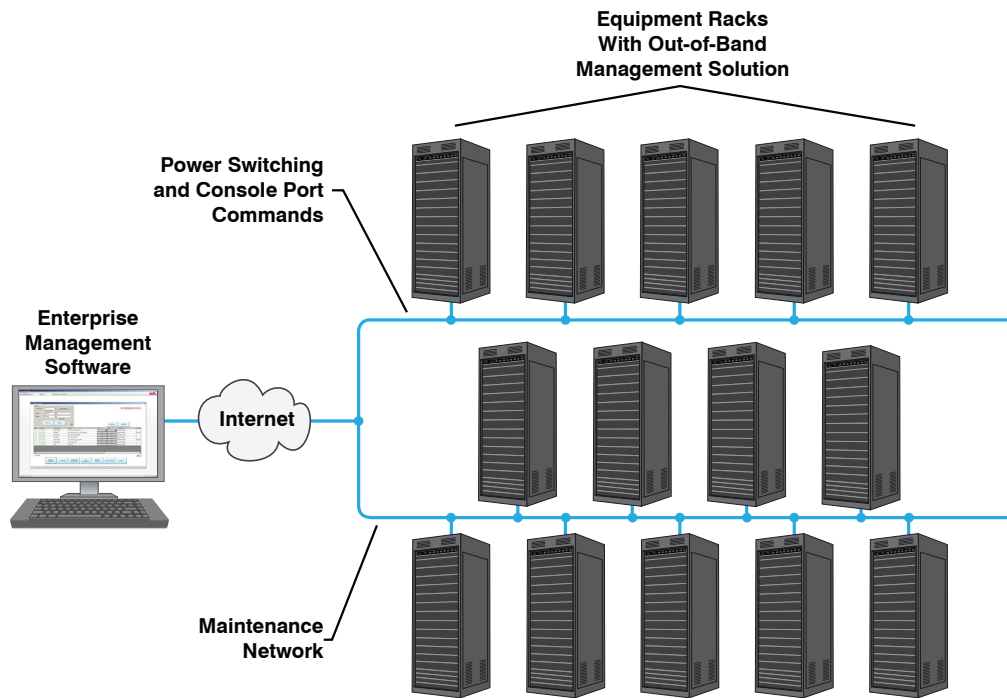 Equipment Racks
With Out-of-Band
Management Solution
Power Switching
and Console Port
Commands
Enterprise
Management
Software
Internet
Maintenance
Network